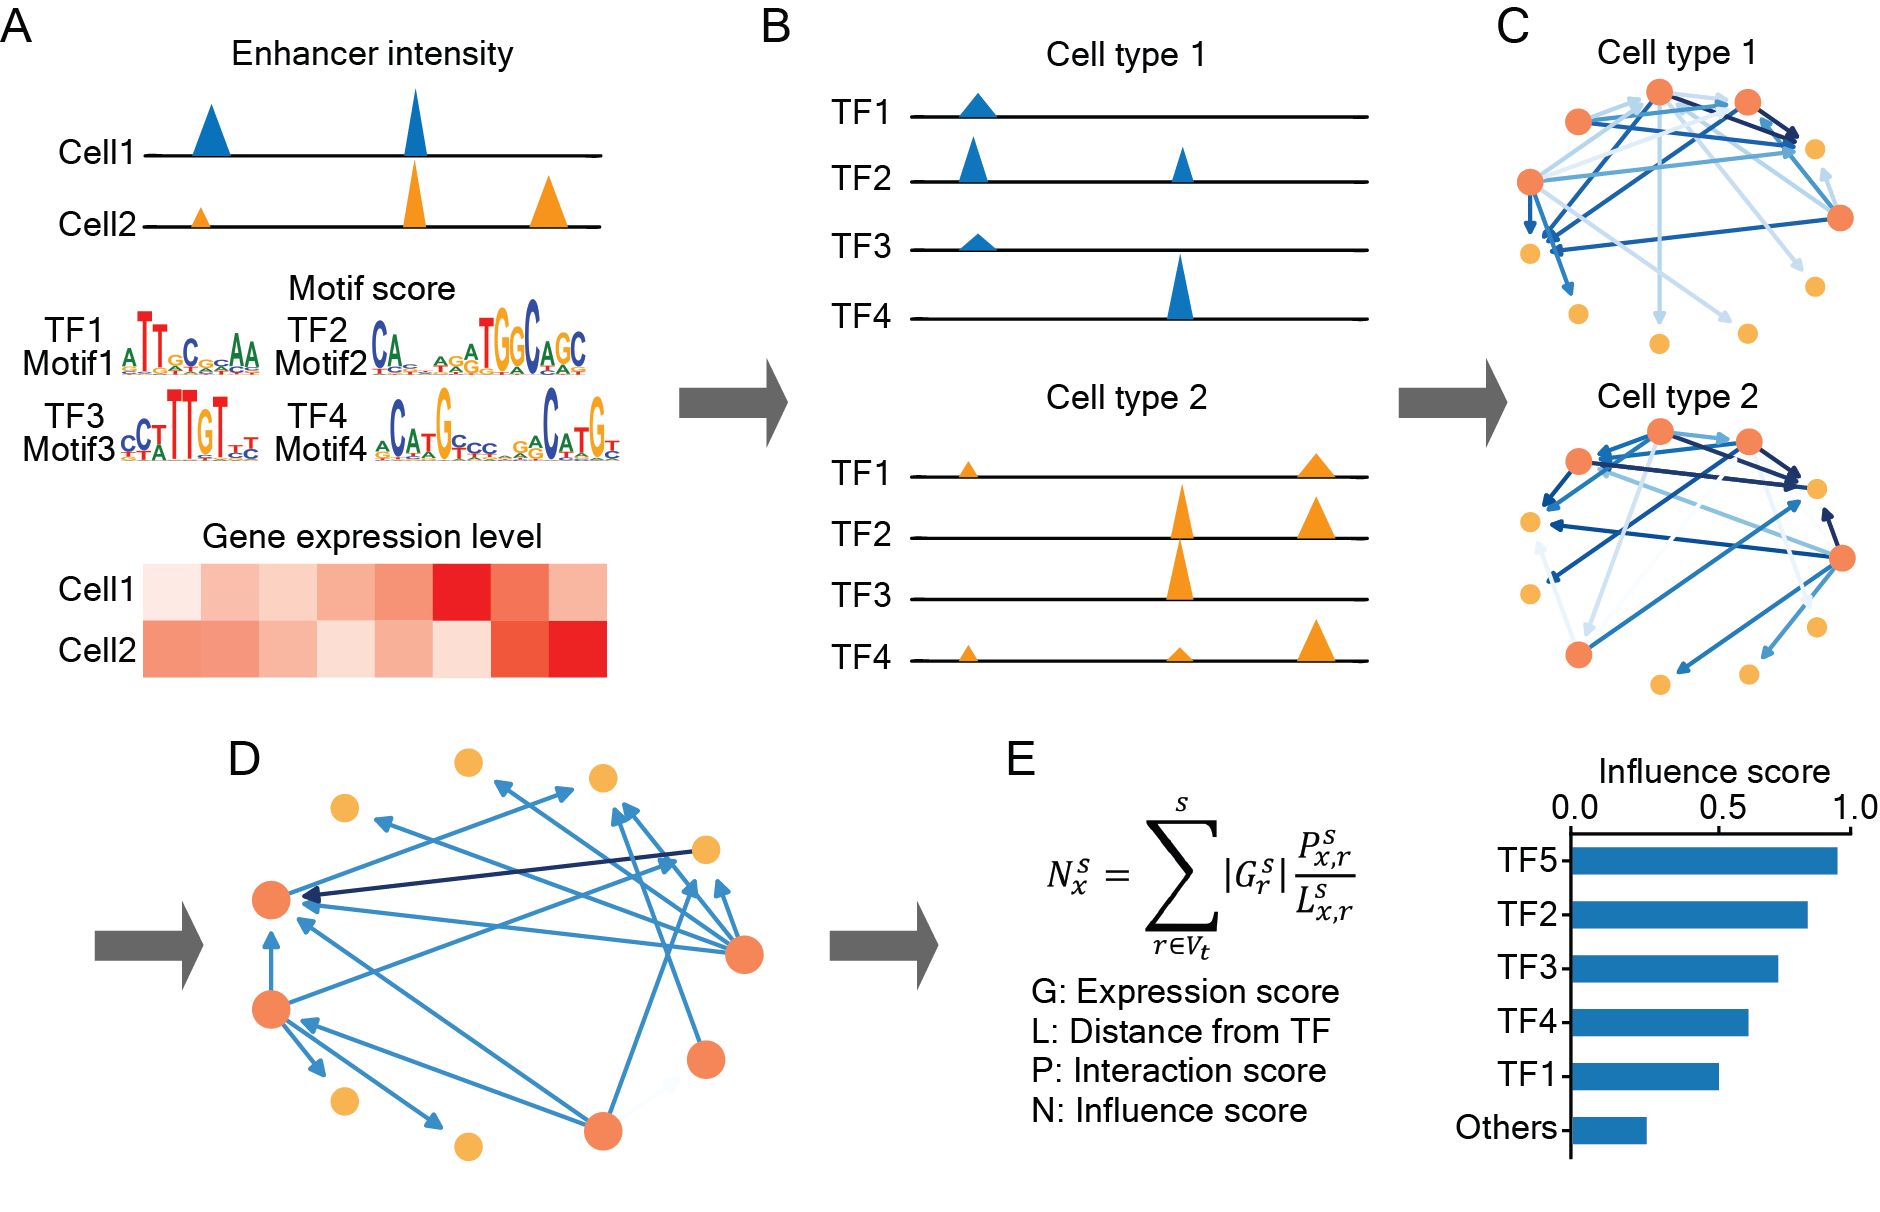 A
Enhancer intensity
Cell1
Cell2
Motif score
TF1
Motif1
TF2
Motif2
TF3
Motif3
TF4
Motif4
Gene expression level
Cell1
Cell2
B
Cell type 1
TF1
TF2
TF3
TF4
Cell type 2
TF1
TF2
TF3
TF4
C
Cell type 1
Cell type 2
D
E
N_x^s = ∑_{r∈V_t}^s |G_r^s| P_{x,r}^s / L_{x,r}^s
G: Expression score
L: Distance from TF
P: Interaction score
N: Influence score
Influence score
0.0 0.5 1.0
TF5
TF2
TF3
TF4
TF1
Others